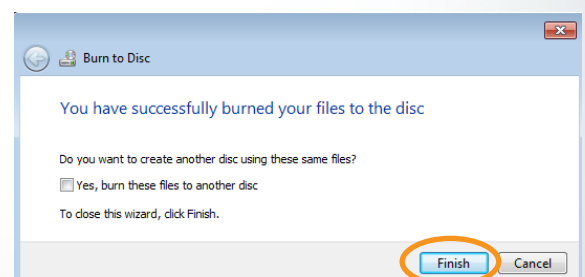 Burn to Disc
You have successfully burned your files to the disc
Do you want to create another disc using these same files?
Yes, burn these files to another disc
To close this wizard, click Finish.
Finish Cancel